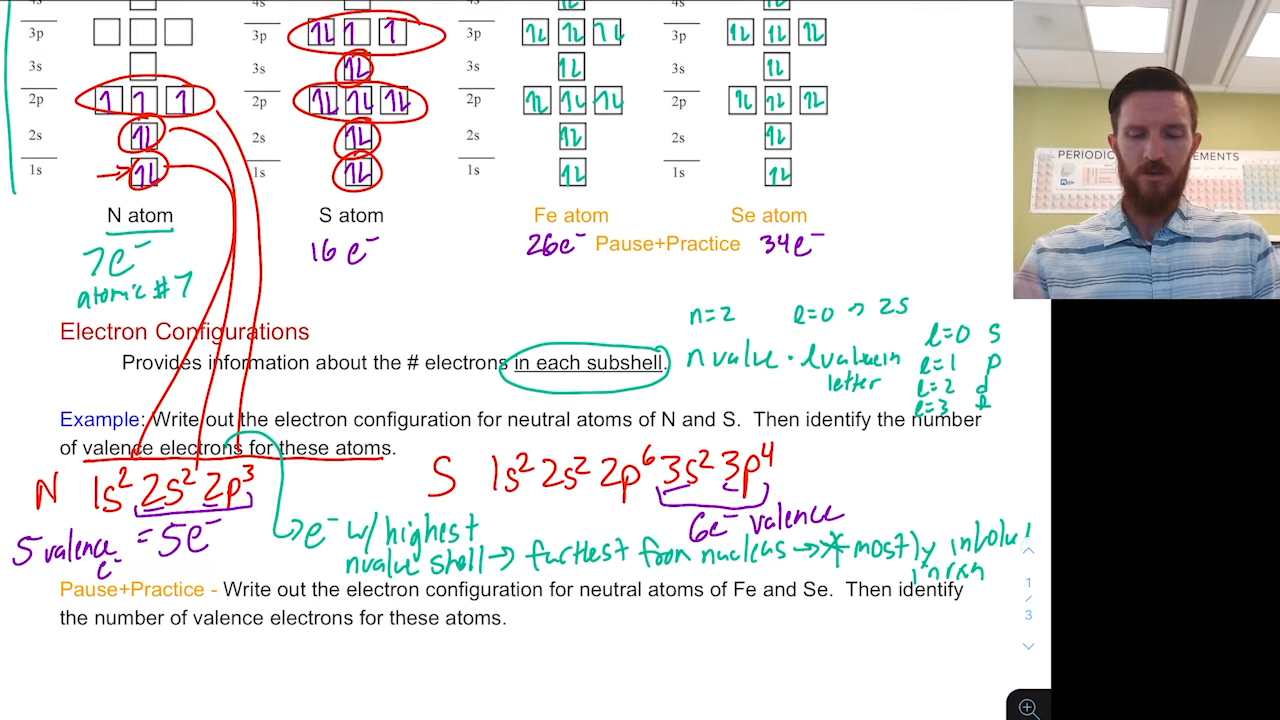 4s 4s 4s 4s
3p 3p 3p 3p
3s 3s 3s 3s
2p 2p 2p 2p
2s 2s 2s 2s
1s 1s 1s 1s
PERIODIC EMENTS
N atom S atom Fe atom Se atom
7e⁻ 16e⁻ 26e⁻ Pause+Practice 34e⁻
atomic #7
n=2 ℓ=0 → 2S
Electron Configurations
ℓ=0 S
Provides information about the # electrons in each subshell. n value · ℓ value in letter
ℓ=1 p
ℓ=2 d
ℓ=3 f
Example: Write out the electron configuration for neutral atoms of N and S. Then identify the number
of valence electrons for these atoms.
N 1s² 2s² 2p³ S 1s² 2s² 2p⁶ 3s² 3p⁴
5 valence e⁻ = 5e⁻
6e⁻ valence
e⁻ w/ highest
n value shell → furthest from nucleus → * mostly involv
in rxn
1
/
3
Pause+Practice - Write out the electron configuration for neutral atoms of Fe and Se. Then identify
the number of valence electrons for these atoms.